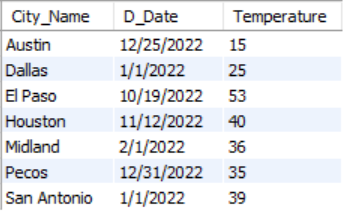 City_Name D_Date Temperature
Austin 12/25/2022 15
Dallas 1/1/2022 25
El Paso 10/19/2022 53
Houston 11/12/2022 40
Midland 2/1/2022 36
Pecos 12/31/2022 35
San Antonio 1/1/2022 39